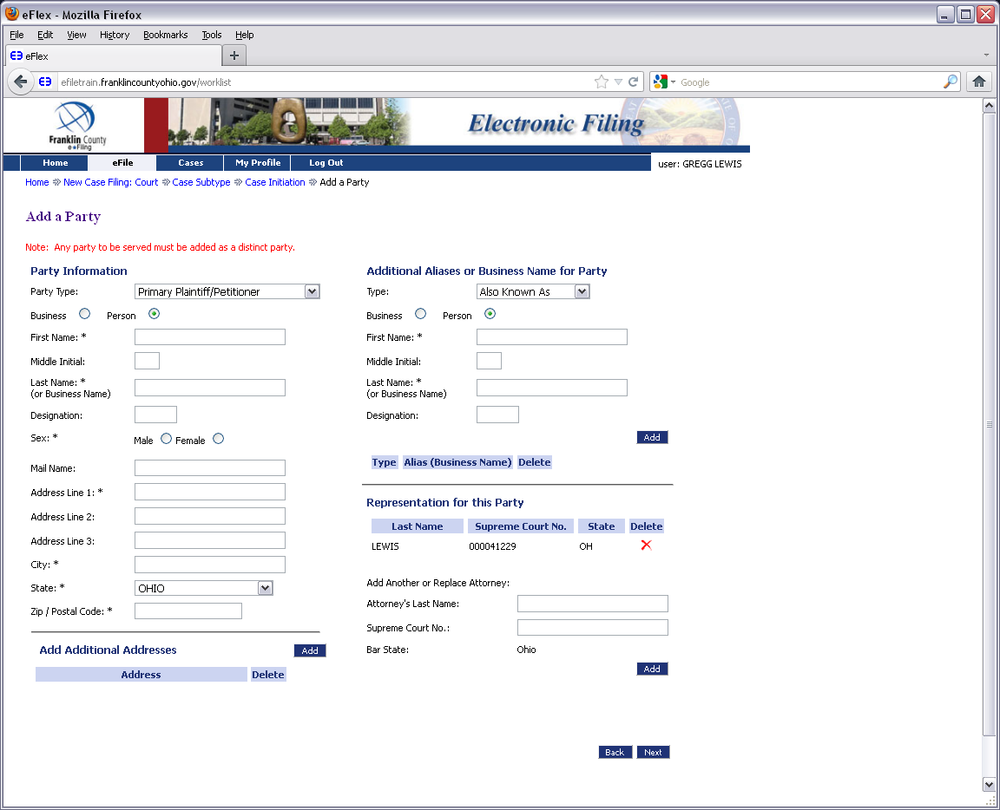 eFlex - Mozilla Firefox
File Edit View History Bookmarks Tools Help
eFlex
efiletrain.franklincountyohio.gov/worklist
Google
Franklin County
e Filing
Electronic Filing
Home eFile Cases My Profile Log Out
user: GREGG LEWIS
Home New Case Filing: Court Case Subtype Case Initiation Add a Party
Add a Party
Note: Any party to be served must be added as a distinct party.
Party Information
Party Type: Primary Plaintiff/Petitioner
Business Person
First Name: *
Middle Initial:
Last Name: *
(or Business Name)
Designation:
Sex: * Male Female
Mail Name:
Address Line 1: *
Address Line 2:
Address Line 3:
City: *
State: * OHIO
Zip / Postal Code: *
Add Additional Addresses Add
Address Delete
Additional Aliases or Business Name for Party
Type: Also Known As
Business Person
First Name: *
Middle Initial:
Last Name: *
(or Business Name)
Designation:
Add
Type Alias (Business Name) Delete
Representation for this Party
Last Name Supreme Court No. State Delete
LEWIS 000041229 OH
Add Another or Replace Attorney:
Attorney's Last Name:
Supreme Court No.:
Bar State: Ohio
Add
Back Next